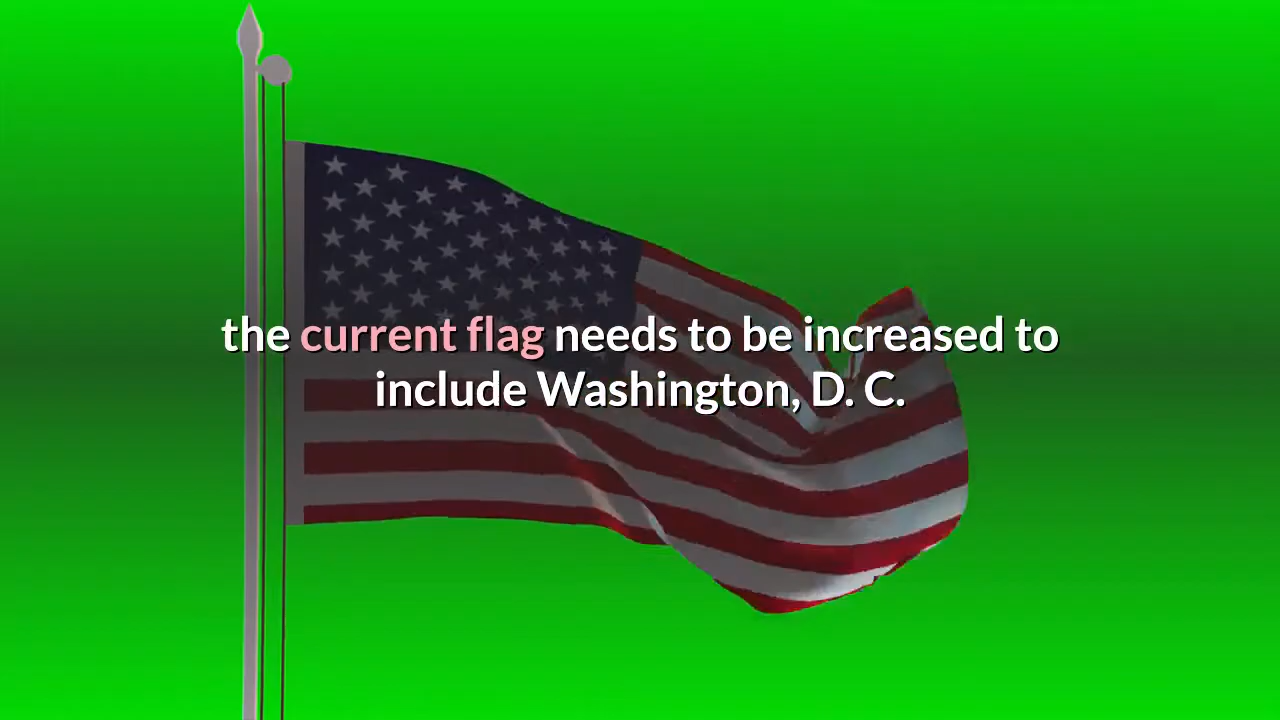 the current flag needs to be increased to
include Washington, D. C.